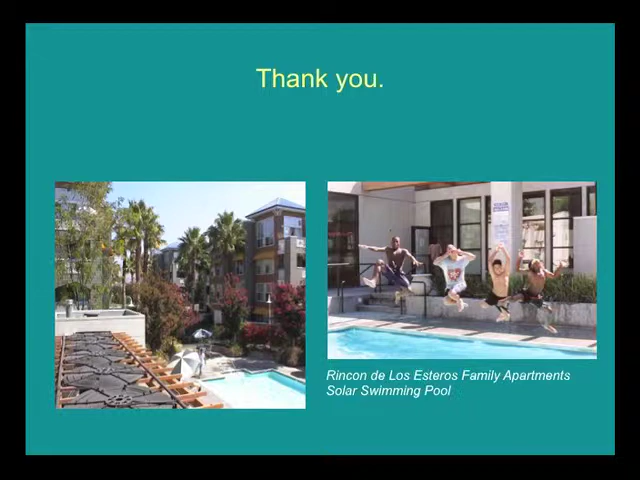 Thank you.
Rincon de Los Esteros Family Apartments
Solar Swimming Pool